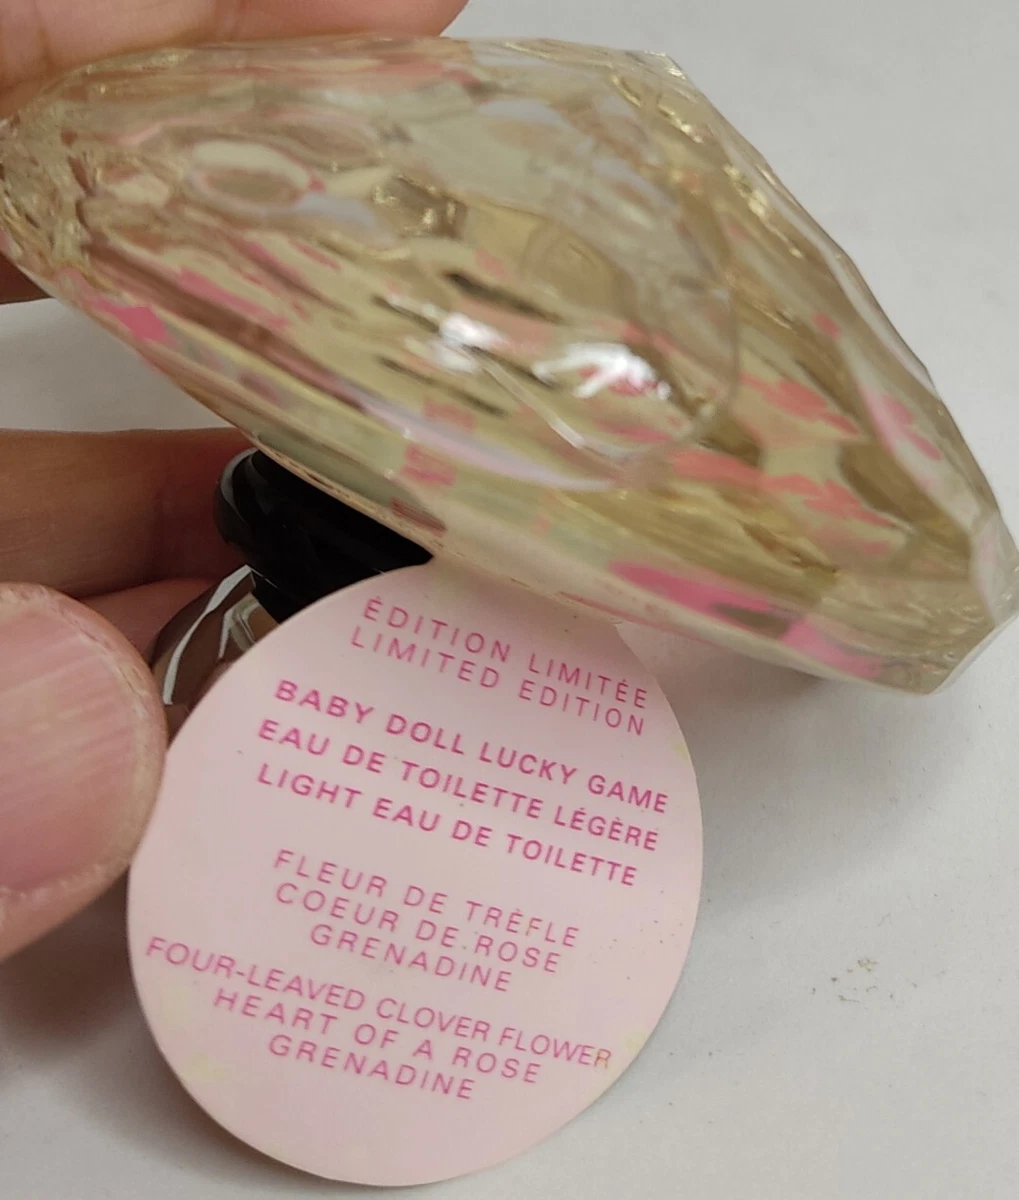 ÉDITION LIMITÉE
LIMITED EDITION
BABY DOLL LUCKY GAME
EAU DE TOILETTE LÉGÈRE
LIGHT EAU DE TOILETTE
FLEUR DE TRÈFLE
COEUR DE ROSE
GRENADINE
FOUR-LEAVED CLOVER FLOWER
HEART OF A ROSE
GRENADINE